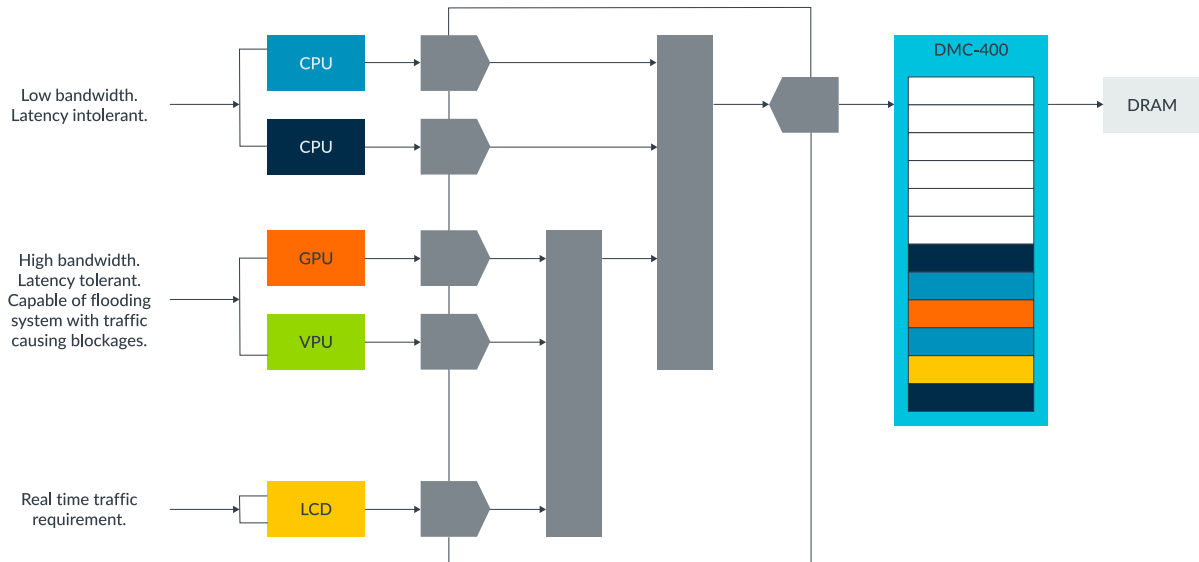 Low bandwidth.
Latency intolerant.
CPU
CPU
High bandwidth.
Latency tolerant.
Capable of flooding
system with traffic
causing blockages.
GPU
VPU
Real time traffic
requirement.
LCD
DMC-400
DRAM